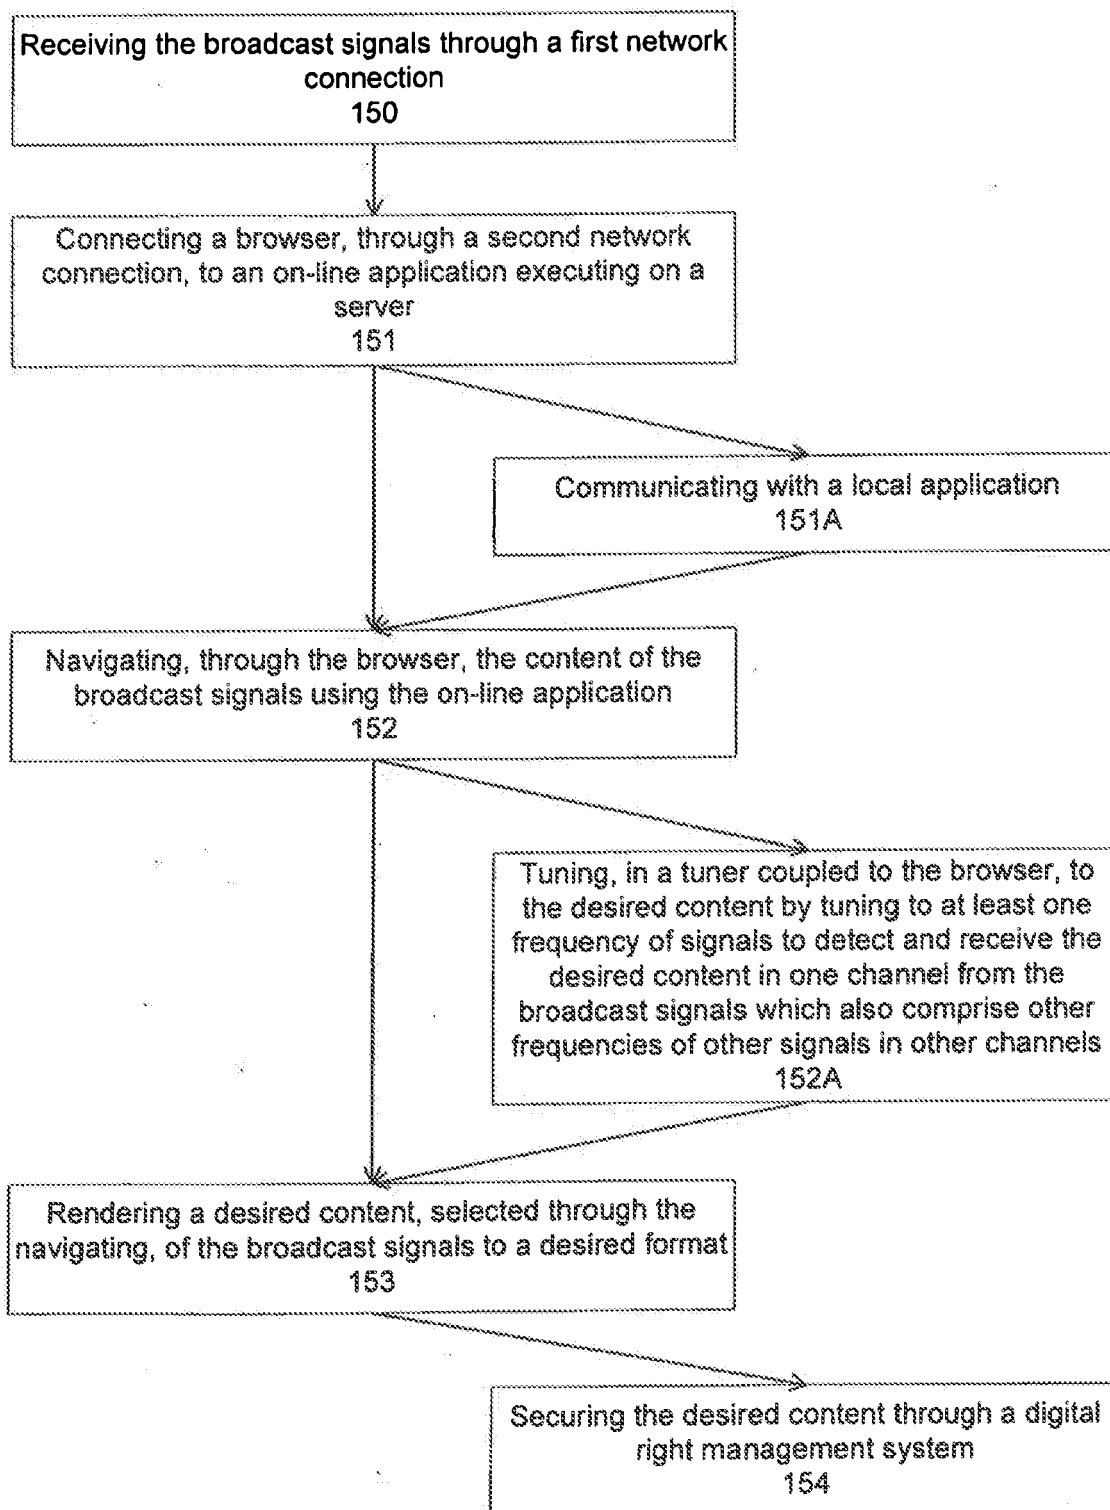 Receiving the broadcast signals through a first network
connection
150
Connecting a browser, through a second network
connection, to an on-line application executing on a
server
151
Communicating with a local application
151A
Navigating, through the browser, the content of the
broadcast signals using the on-line application
152
Tuning, in a tuner coupled to the browser, to
the desired content by tuning to at least one
frequency of signals to detect and receive the
desired content in one channel from the
broadcast signals which also comprise other
frequencies of other signals in other channels
152A
Rendering a desired content, selected through the
navigating, of the broadcast signals to a desired format
153
Securing the desired content through a digital
right management system
154